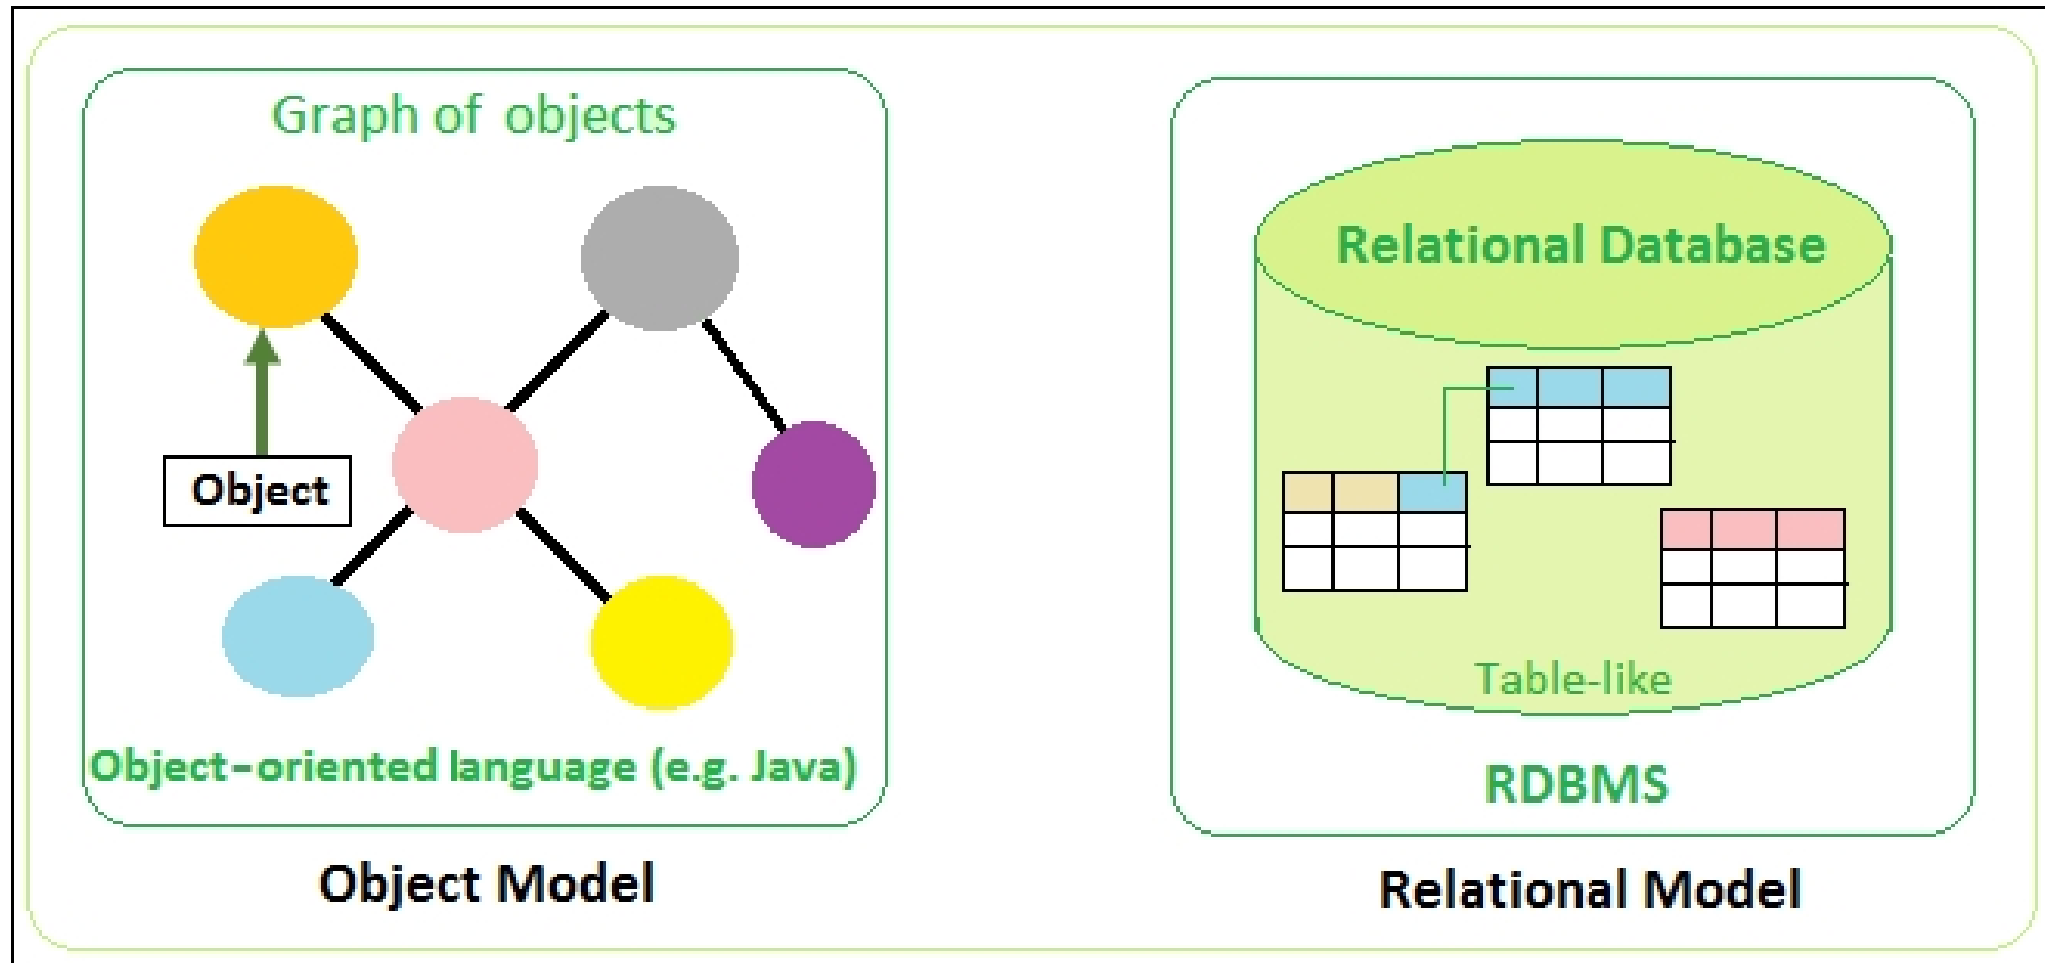 Graph of objects
Object
Object-oriented language (e.g. Java)
Object Model
Relational Database
Table-like
RDBMS
Relational Model